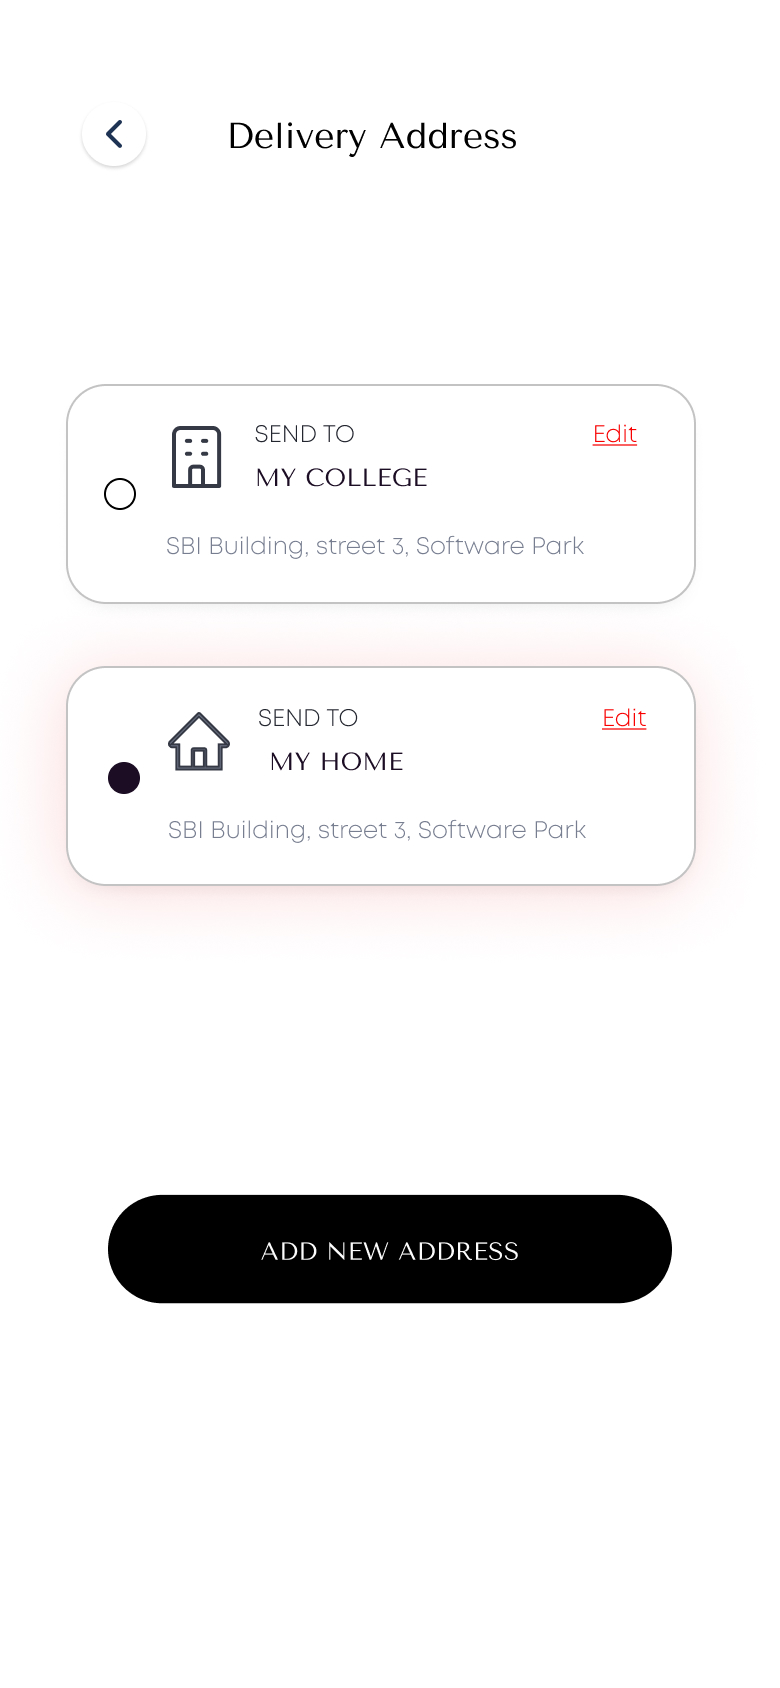 Delivery Address
SEND TO
Edit
MY COLLEGE
SBI Building, street 3, Software Park
SEND TO
Edit
MY HOME
SBI Building, street 3, Software Park
ADD NEW ADDRESS